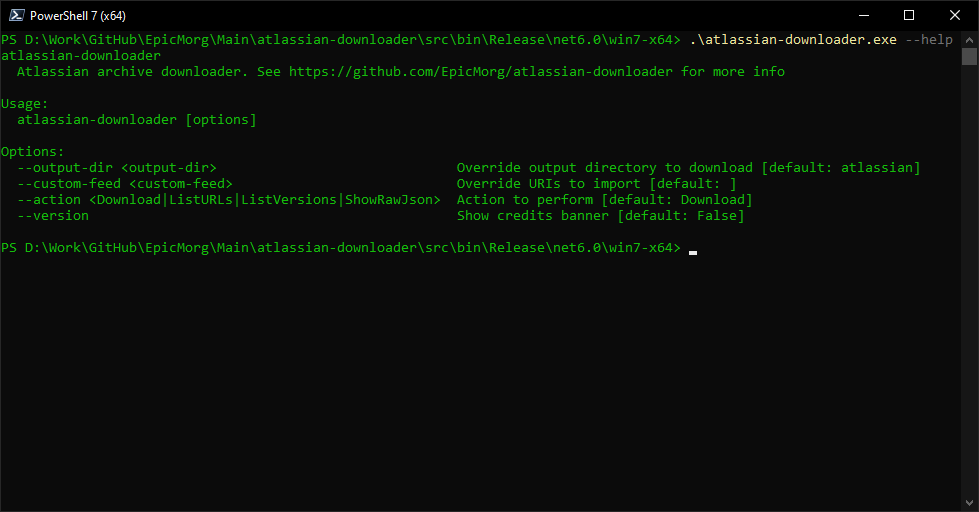 PowerShell 7 (x64)
PS D:\Work\GitHub\EpicMorg\Main\atlassian-downloader\src\bin\Release\net6.0\win7-x64> .\atlassian-downloader.exe --help
atlassian-downloader
  Atlassian archive downloader. See https://github.com/EpicMorg/atlassian-downloader for more info

Usage:
  atlassian-downloader [options]

Options:
  --output-dir <output-dir>                              Override output directory to download [default: atlassian]
  --custom-feed <custom-feed>                            Override URIs to import [default: ]
  --action <Download|ListURLs|ListVersions|ShowRawJson>  Action to perform [default: Download]
  --version                                              Show credits banner [default: False]

PS D:\Work\GitHub\EpicMorg\Main\atlassian-downloader\src\bin\Release\net6.0\win7-x64>